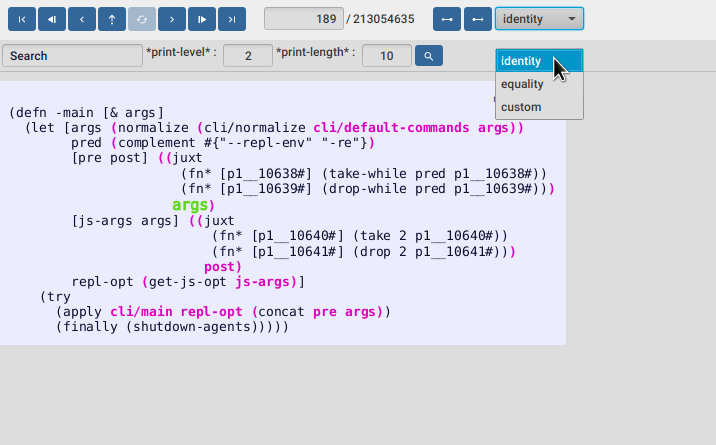 189 / 213054635 identity
Search *print-level* : 2 *print-length* : 10
identity
equality
custom
(defn -main [& args]
(let [args (normalize (cli/normalize cli/default-commands args))
pred (complement #{"--repl-env" "-re"})
[pre post] ((juxt
(fn* [p1__10638#] (take-while pred p1__10638#))
(fn* [p1__10639#] (drop-while pred p1__10639#)))
args)
[js-args args] ((juxt
(fn* [p1__10640#] (take 2 p1__10640#))
(fn* [p1__10641#] (drop 2 p1__10641#)))
post)
repl-opt (get-js-opt js-args)]
(try
(apply cli/main repl-opt (concat pre args))
(finally (shutdown-agents)))))